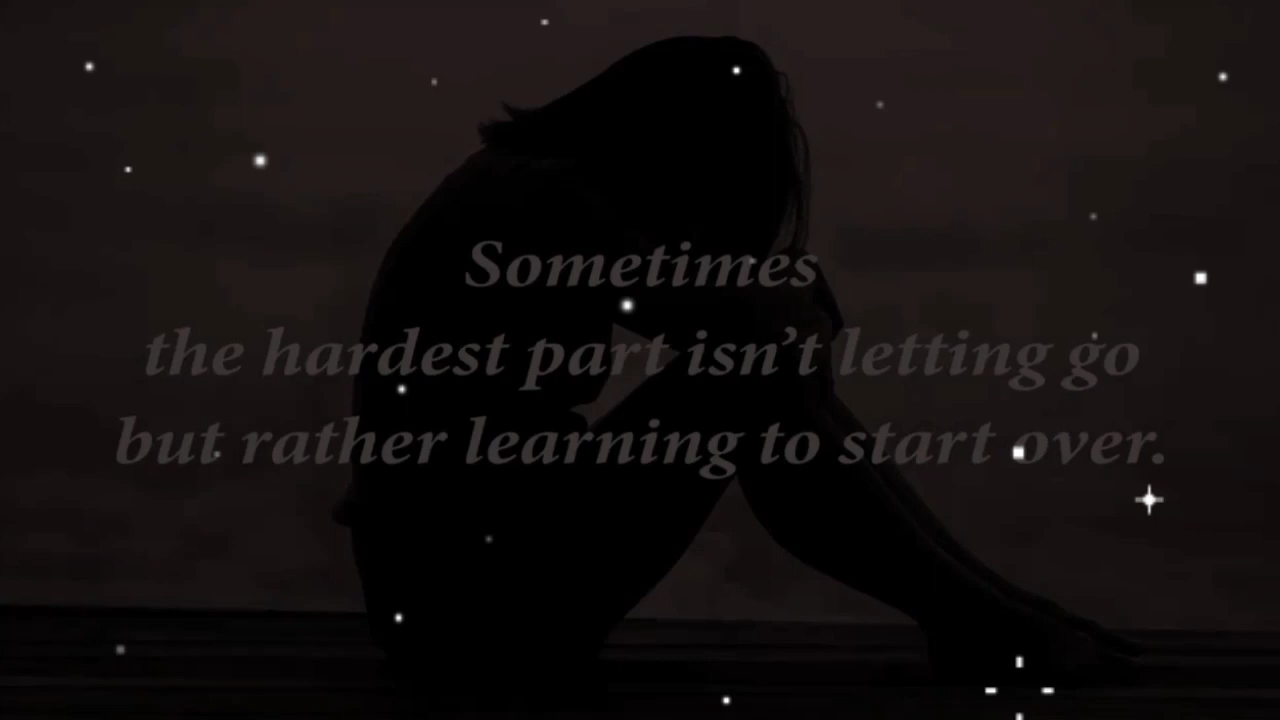 Sometimes
the hardest part isn’t letting go
but rather learning to start over.